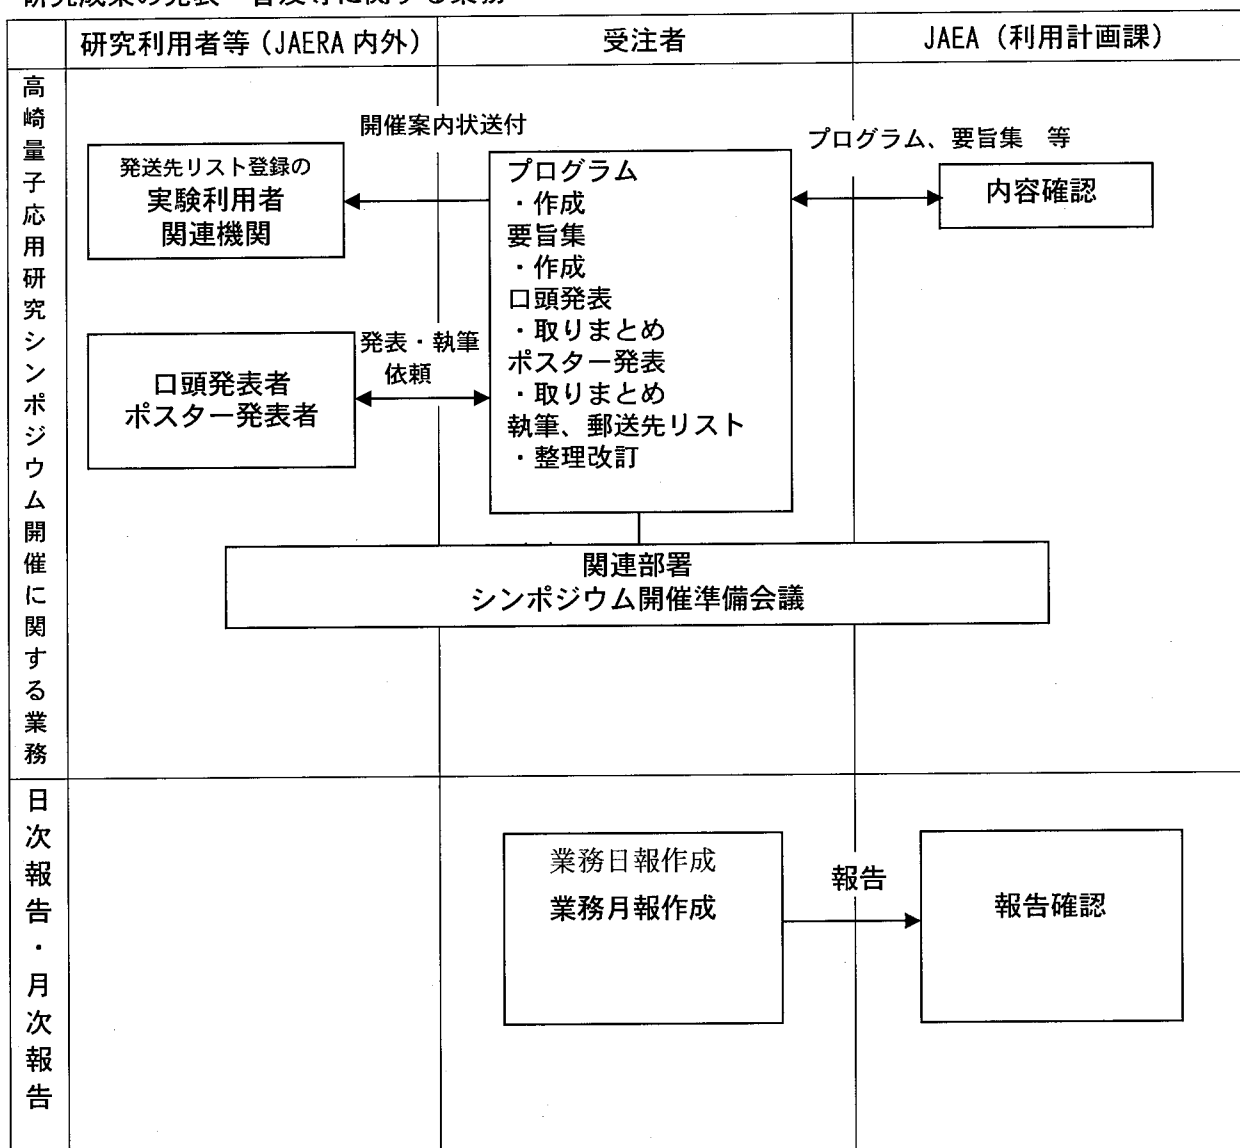 研究利用者等（JAERA 内外）
受注者
JAEA（利用計画課）
高崎量子応用研究シンポジウム開催に関する業務
開催案内状送付
発送先リスト登録の
実験利用者
関連機関
プログラム
・作成
要旨集
・作成
口頭発表
・取りまとめ
ポスター発表
・取りまとめ
執筆、郵送先リスト
・整理改訂
プログラム、要旨集　等
内容確認
発表・執筆
依頼
口頭発表者
ポスター発表者
関連部署
シンポジウム開催準備会議
日次報告・月次報告
業務日報作成
業務月報作成
報告
報告確認